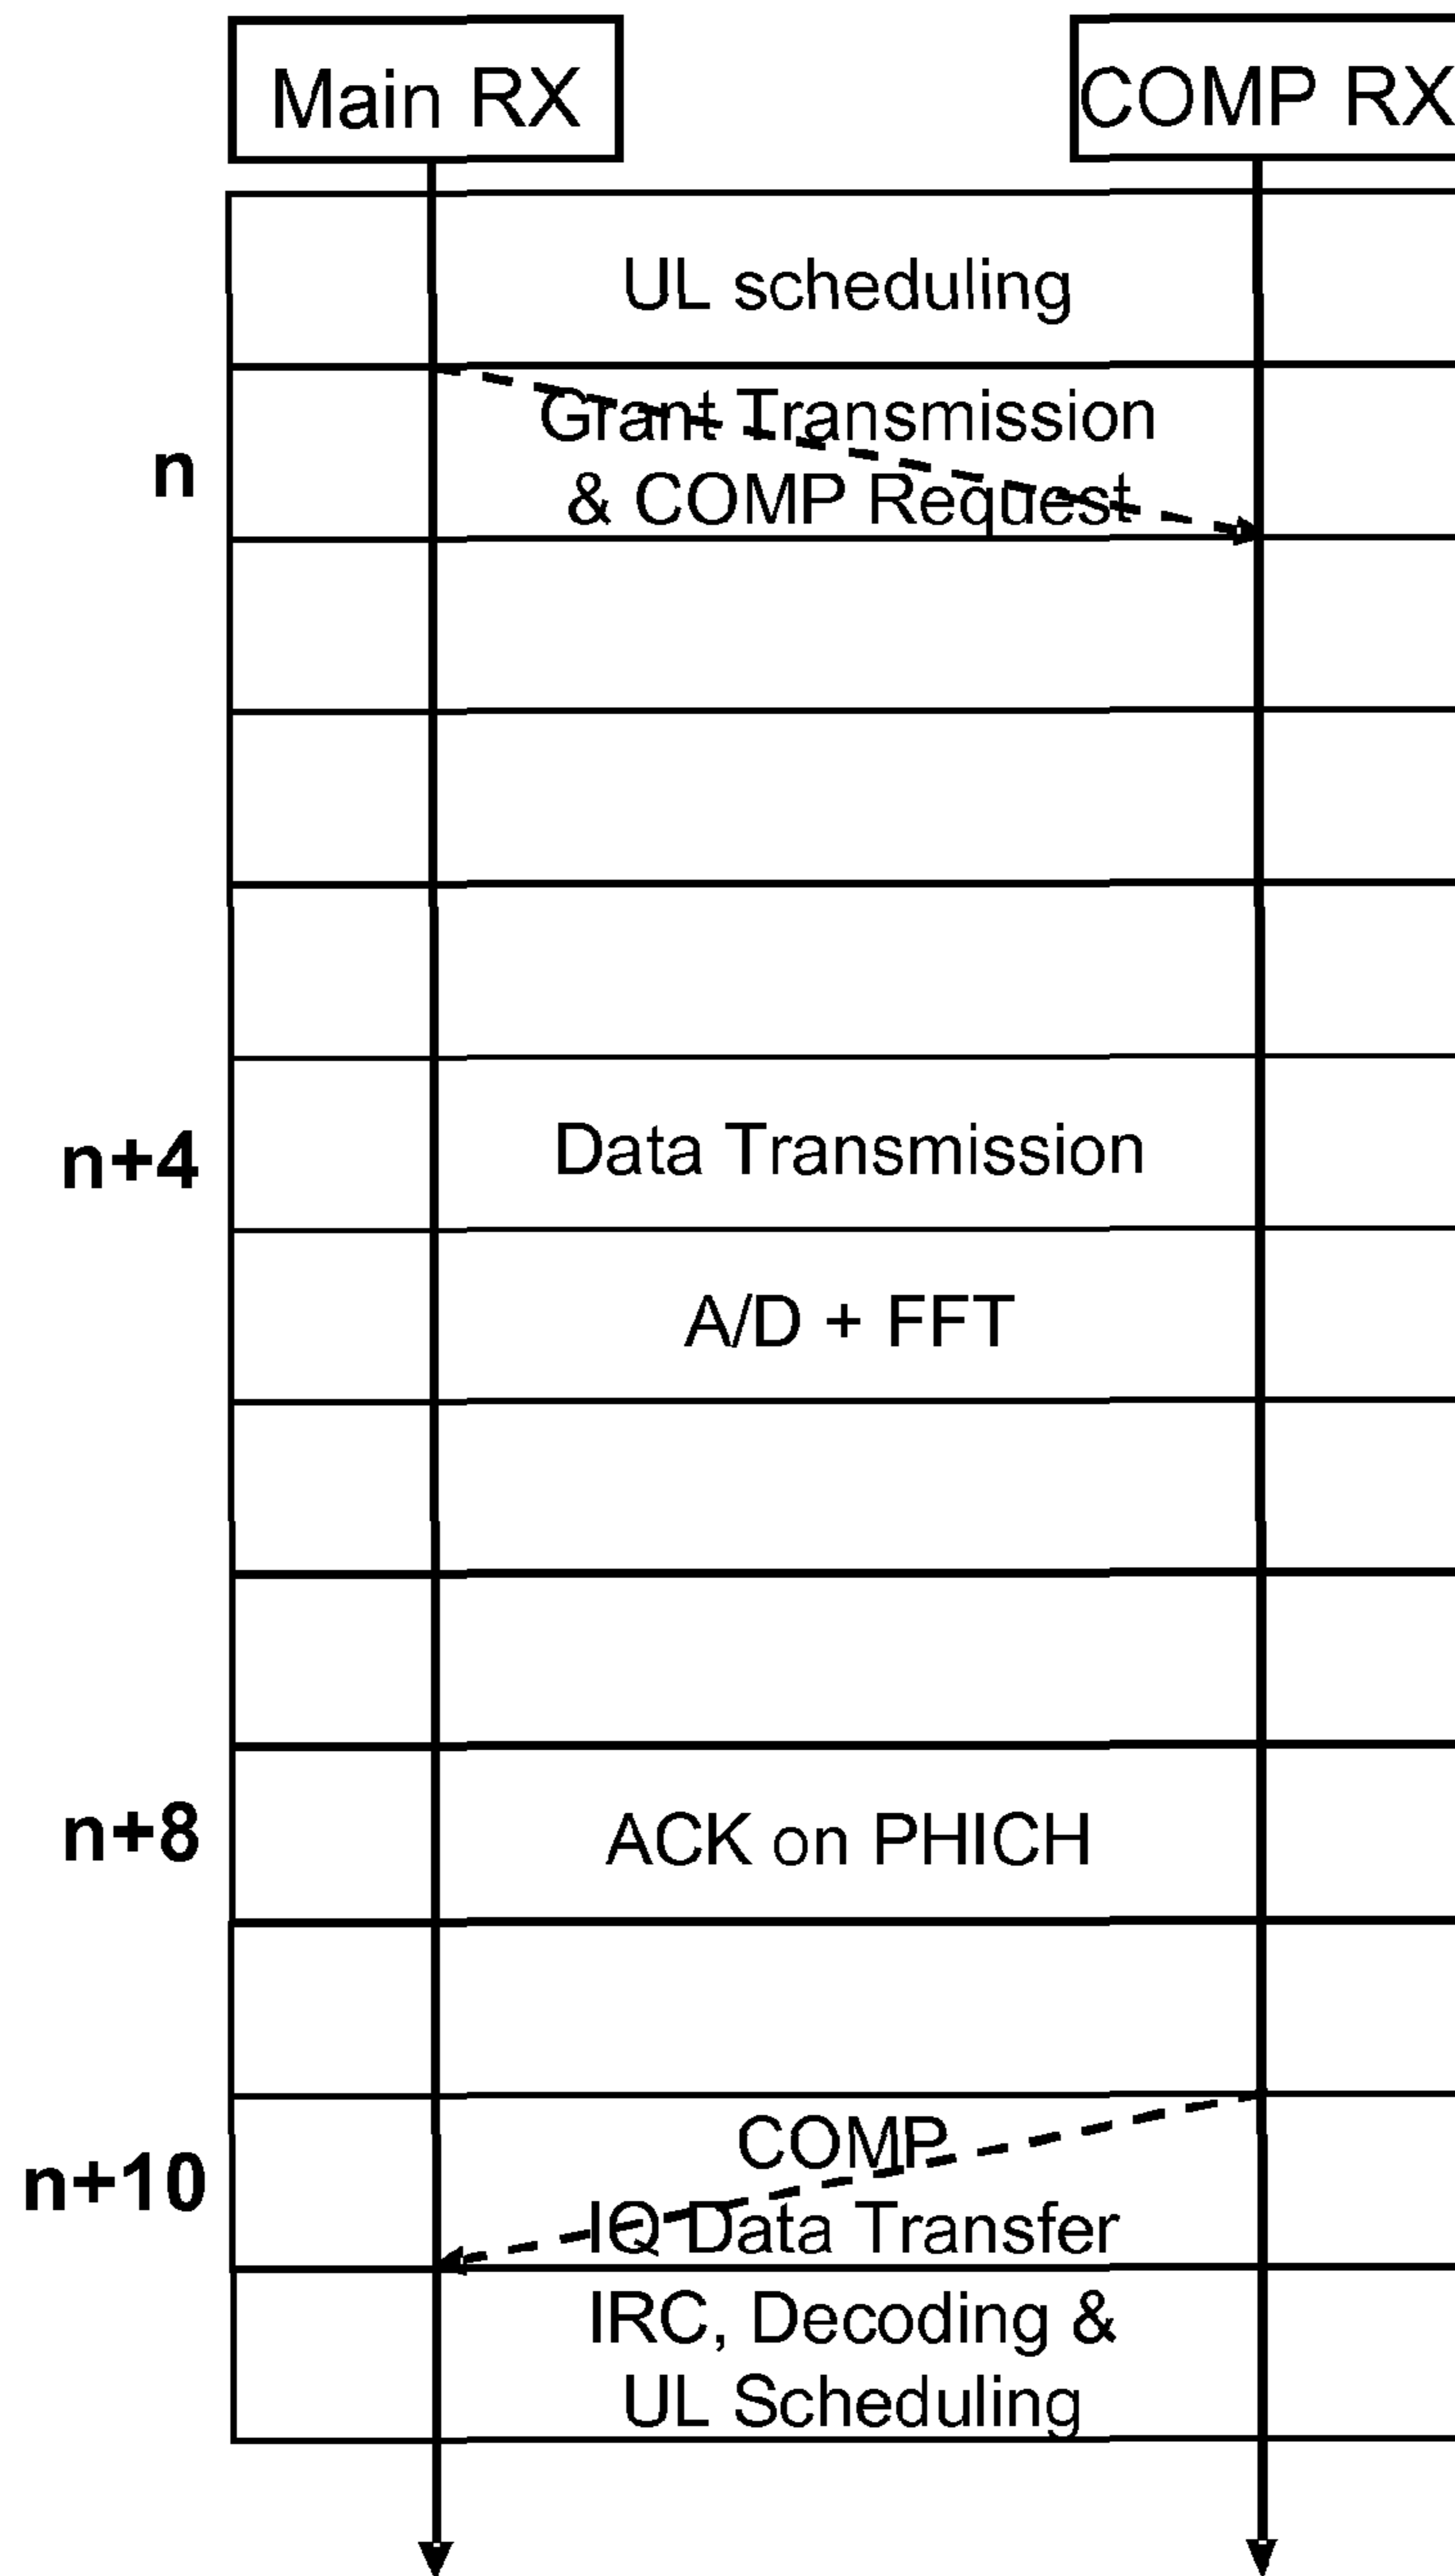 Main RX
COMP RX
UL scheduling
n
Grant Transmission
& COMP Request
n+4
Data Transmission
A/D + FFT
n+8
ACK on PHICH
n+10
COMP
IQ Data Transfer
IRC, Decoding &
UL Scheduling